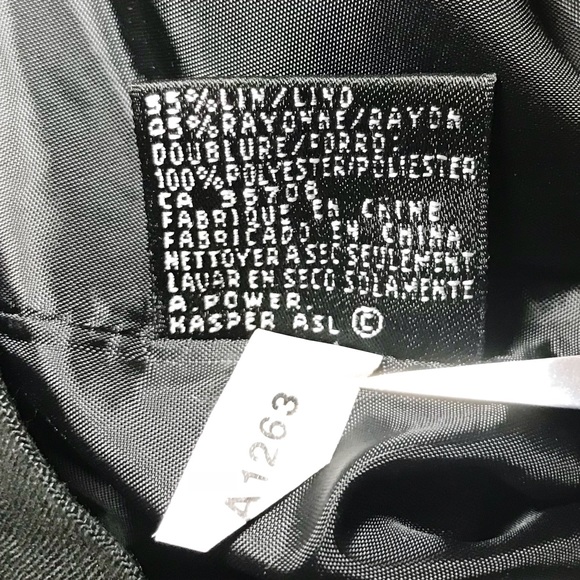 55% LIN/LINO
45% RAYONNE/RAYON
DOUBLURE/FORRO:
100% POLYESTER/POLIESTER
CA 36708
FABRIQUE EN CHINE
FABRICADO EN CHINA
NETTOYER A SEC SEULEMENT
LAVAR EN SECO SOLAMENTE
A. POWER.
KASPER ASL ©
A1263